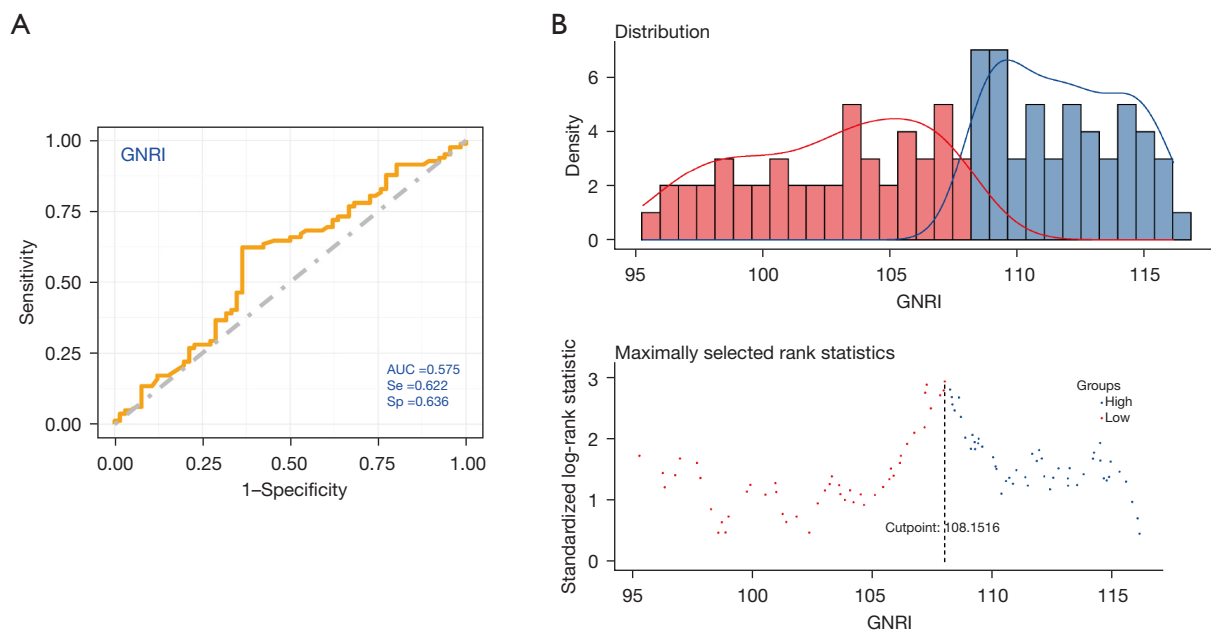 A
GNRI
1.00
0.75
0.50
0.25
0.00
Sensitivity
AUC =0.575
Se =0.622
Sp =0.636
0.00 0.25 0.50 0.75 1.00
1–Specificity
B
Distribution
6
4
2
0
Density
95 100 105 110 115
GNRI
Maximally selected rank statistics
3
2
1
0
Standardized log-rank statistic
Groups
High
Low
Cutpoint: 108.1516
95 100 105 110 115
GNRI